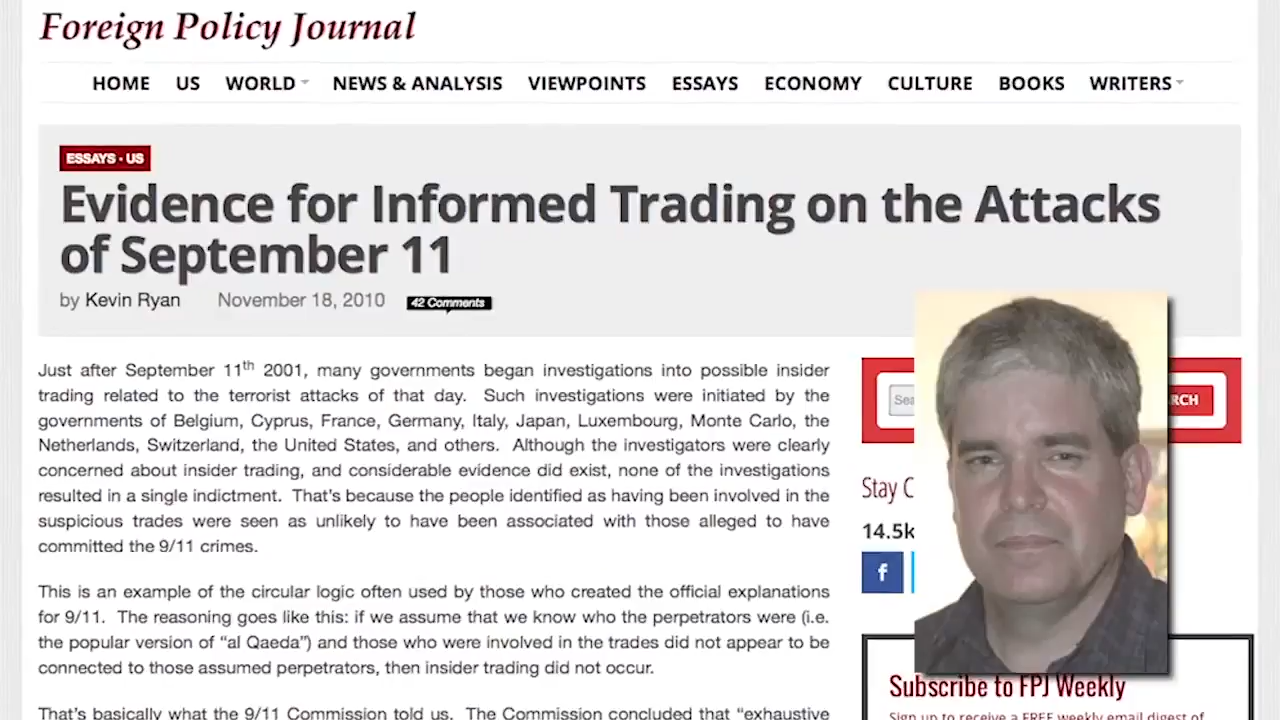 Foreign Policy Journal
HOME US WORLD NEWS & ANALYSIS VIEWPOINTS ESSAYS ECONOMY CULTURE BOOKS WRITERS
ESSAYS · US
Evidence for Informed Trading on the Attacks
of September 11
by Kevin Ryan November 18, 2010 42 Comments
Just after September 11th 2001, many governments began investigations into possible insider
trading related to the terrorist attacks of that day. Such investigations were initiated by the
governments of Belgium, Cyprus, France, Germany, Italy, Japan, Luxembourg, Monte Carlo, the
Netherlands, Switzerland, the United States, and others. Although the investigators were clearly
concerned about insider trading, and considerable evidence did exist, none of the investigations
resulted in a single indictment. That's because the people identified as having been involved in the
suspicious trades were seen as unlikely to have been associated with those alleged to have
committed the 9/11 crimes.
This is an example of the circular logic often used by those who created the official explanations
for 9/11. The reasoning goes like this: if we assume that we know who the perpetrators were (i.e.
the popular version of “al Qaeda”) and those who were involved in the trades did not appear to be
connected to those assumed perpetrators, then insider trading did not occur.
That's basically what the 9/11 Commission told us. The Commission concluded that “exhaustive
Sea
RCH
Stay C
14.5k
f
Subscribe to FPJ Weekly
Sign up to receive a FREE weekly email digest of